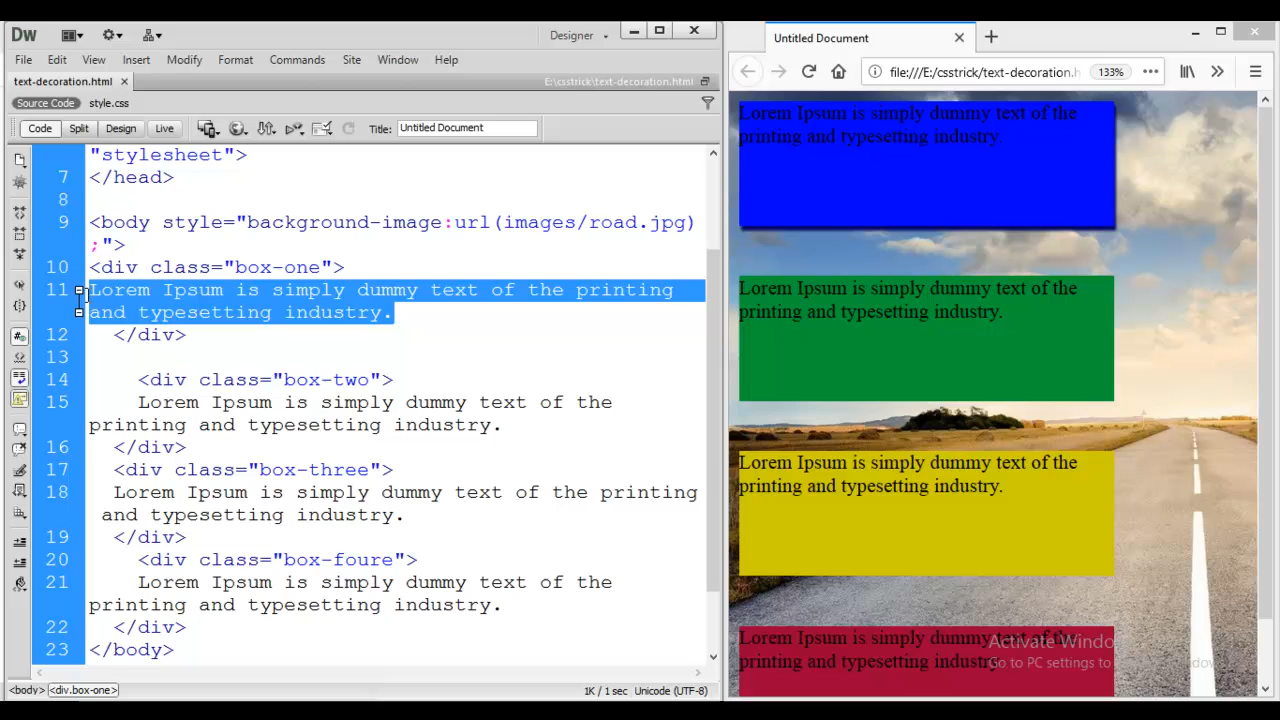 Dw
Designer
File Edit View Insert Modify Format Commands Site Window Help
text-decoration.html
E:\csstrick\text-decoration.html
Source Code style.css
Code Split Design Live Title: Untitled Document
"stylesheet">
7 </head>
8
9 <body style="background-image:url(images/road.jpg)
;">
10 <div class="box-one">
11 Lorem Ipsum is simply dummy text of the printing
and typesetting industry.
12 </div>
13
14 <div class="box-two">
15 Lorem Ipsum is simply dummy text of the
printing and typesetting industry.
16 </div>
17 <div class="box-three">
18 Lorem Ipsum is simply dummy text of the printing
and typesetting industry.
19 </div>
20 <div class="box-foure">
21 Lorem Ipsum is simply dummy text of the
printing and typesetting industry.
22 </div>
23 </body>
<body> <div.box-one> 1K / 1 sec Unicode (UTF-8)
Untitled Document
file:///E:/csstrick/text-decoration.h 133%
Lorem Ipsum is simply dummy text of the
printing and typesetting industry.
Lorem Ipsum is simply dummy text of the
printing and typesetting industry.
Lorem Ipsum is simply dummy text of the
printing and typesetting industry.
Lorem Ipsum is simply dummy text of the
printing and typesetting industry.
Activate Windo
Go to PC settings to